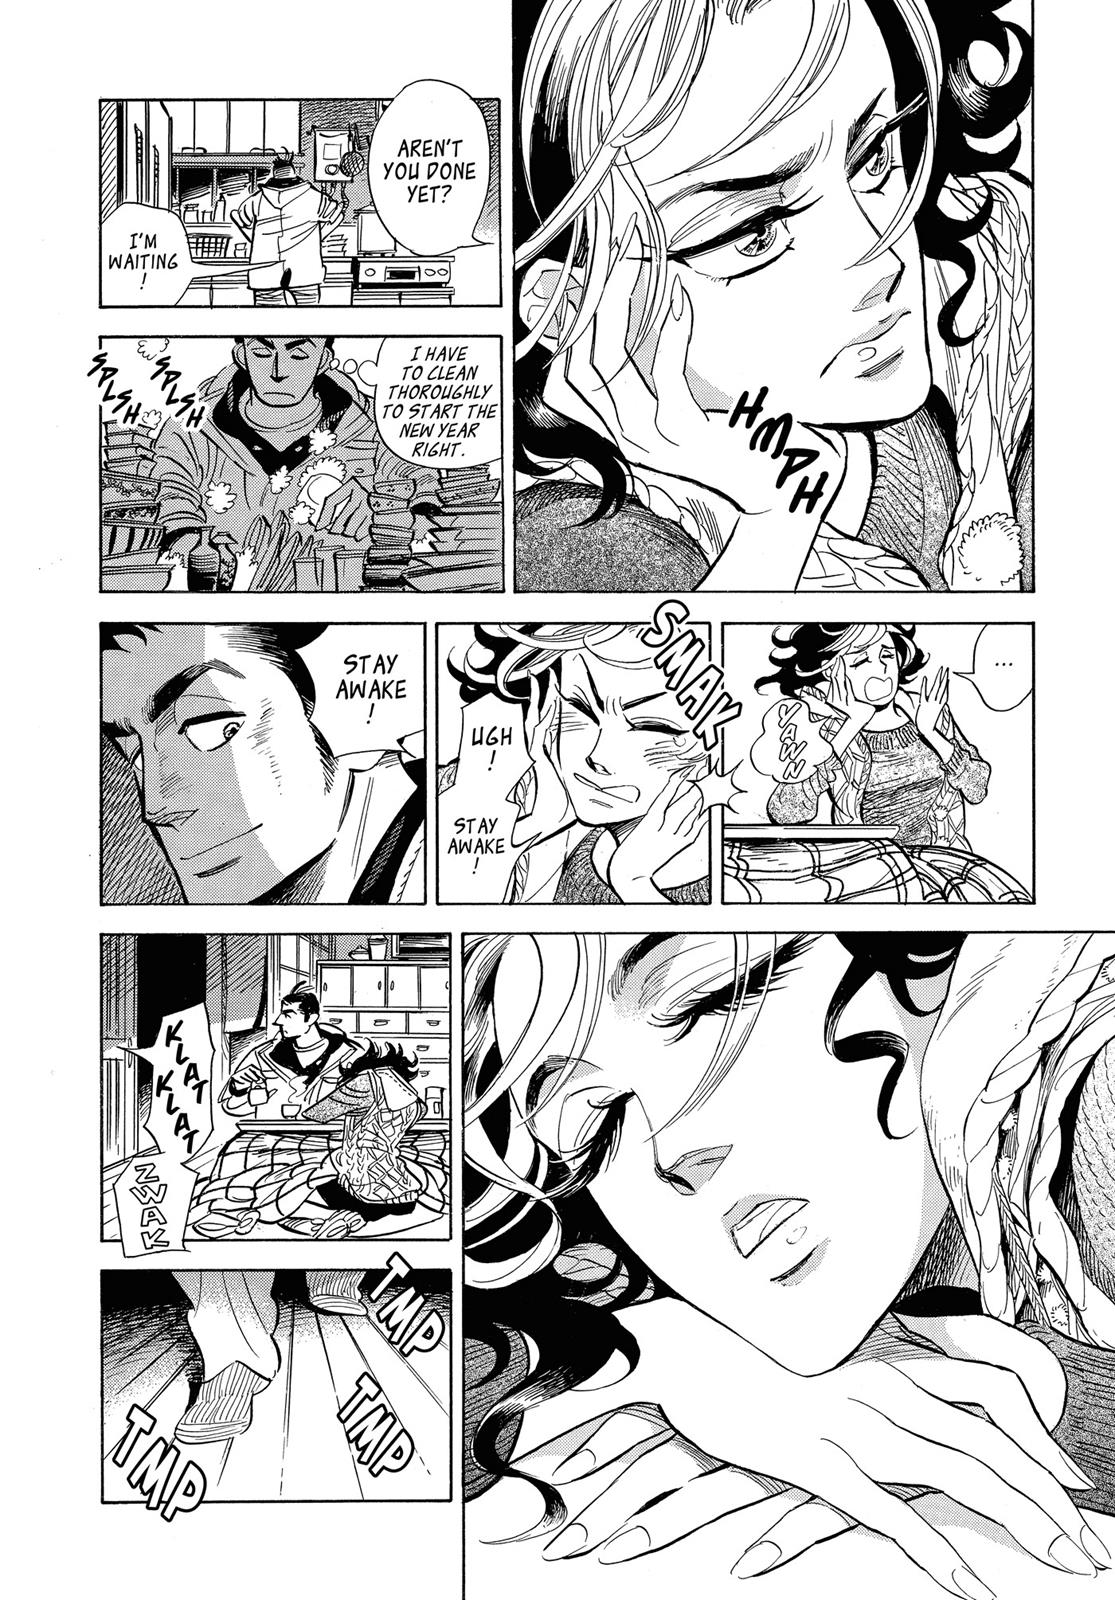 HMPH
AREN'T
YOU DONE
YET?
I'M
WAITING
!
I HAVE
TO CLEAN
THOROUGHLY
TO START THE
NEW YEAR
RIGHT.
SPLSH
SPLSH
...
YAWN
SMAK
UGH
!
STAY
AWAKE
!
STAY
AWAKE
!
KLAT
KLAT
ZWAK
TMP
TMP
TMP